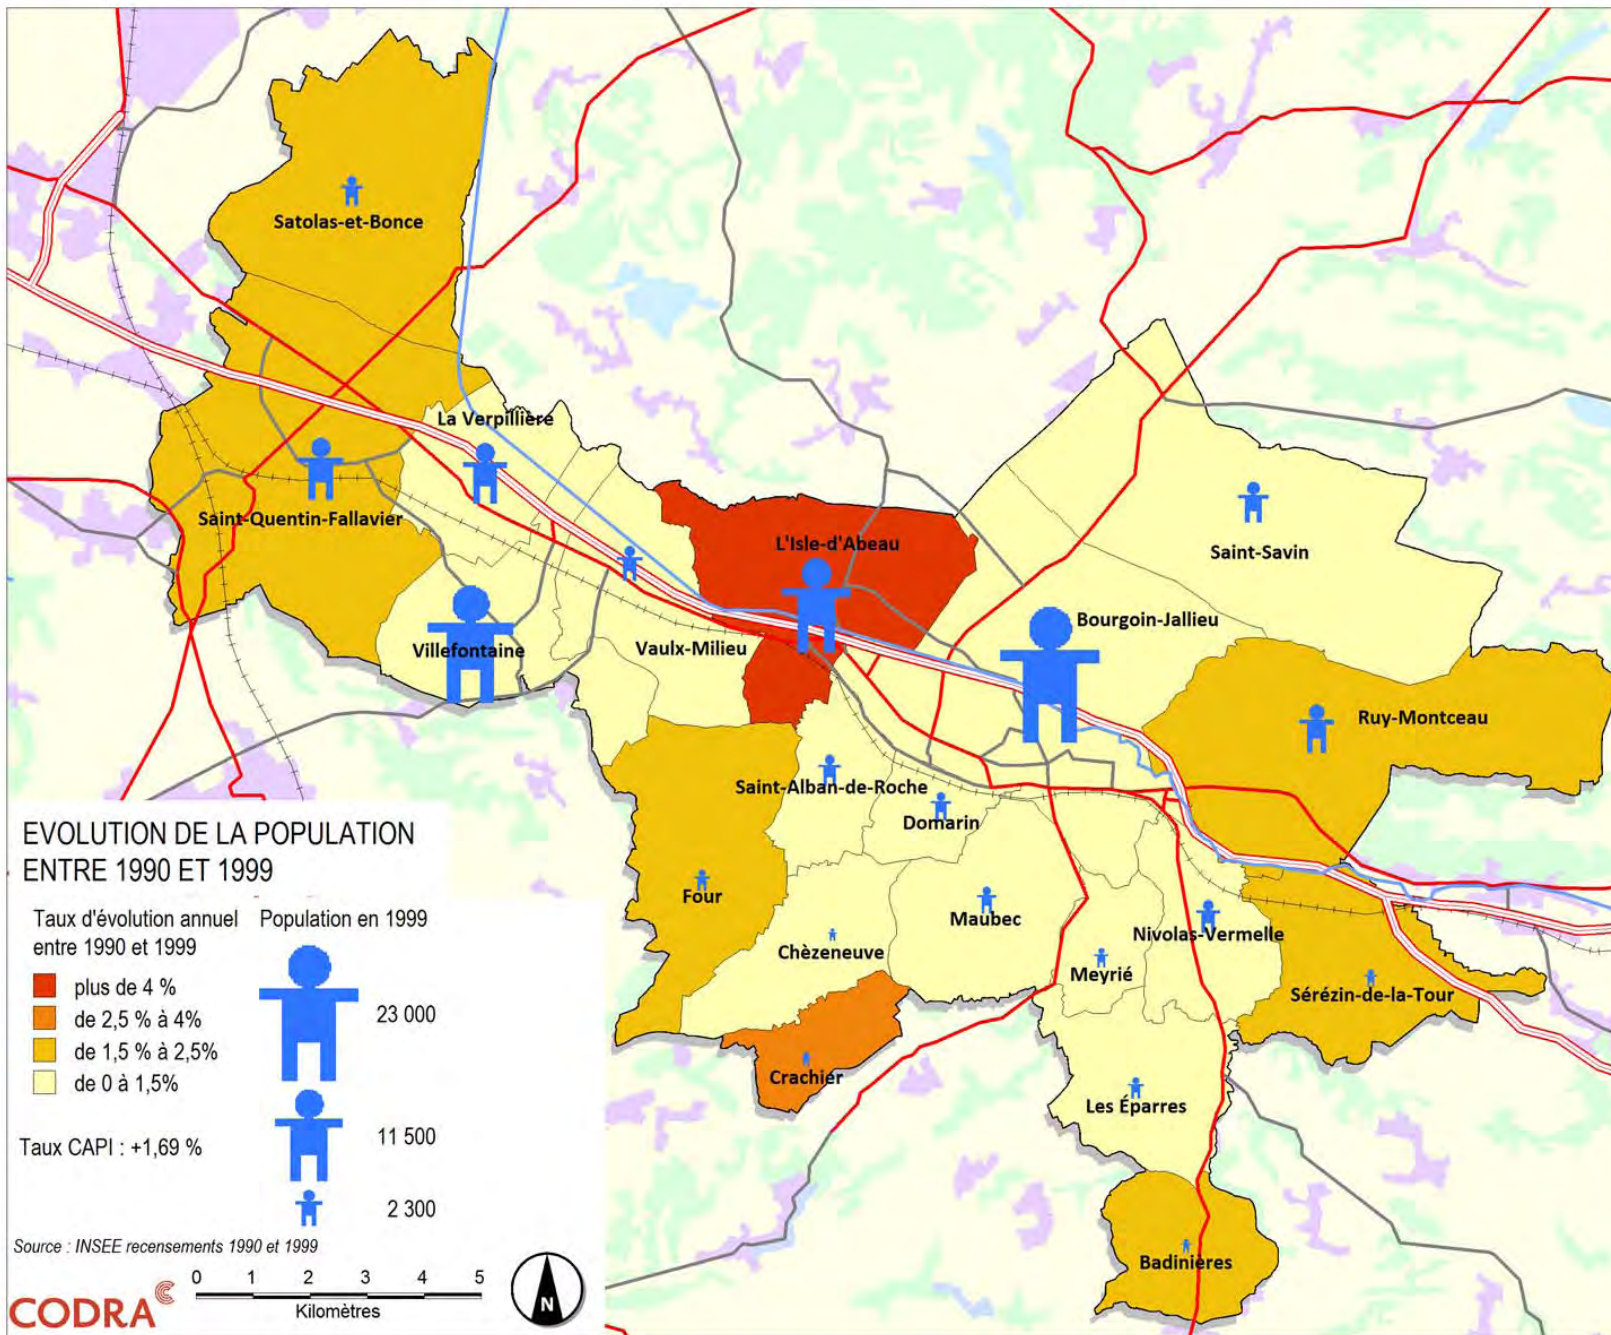 Satolas-et-Bonce
La Verpillière
Saint-Quentin-Fallavier
L'Isle-d'Abeau
Saint-Savin
Bourgoin-Jallieu
Villefontaine
Vaulx-Milieu
Ruy-Montceau
Saint-Alban-de-Roche
Domarin
Four
Maubec
Nivolas-Vermelle
Chèzeneuve
Meyrié
Sérézin-de-la-Tour
Crachier
Les Éparres
Badinières
EVOLUTION DE LA POPULATION
ENTRE 1990 ET 1999
Taux d'évolution annuel
entre 1990 et 1999
plus de 4 %
de 2,5 % à 4%
de 1,5 % à 2,5%
de 0 à 1,5%
Taux CAPI : +1,69 %
Population en 1999
23 000
11 500
2 300
Source : INSEE recensements 1990 et 1999
CODRA
0 1 2 3 4 5
Kilomètres
N